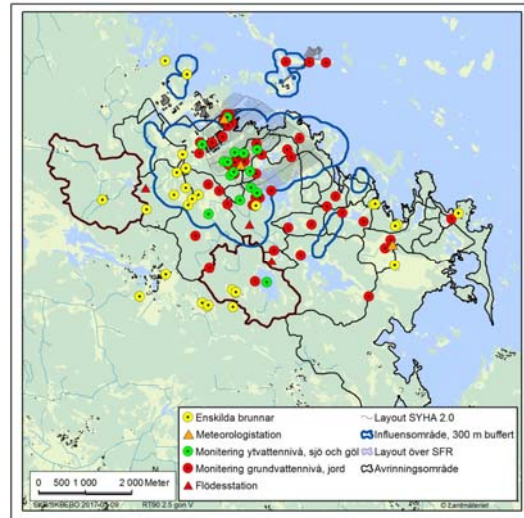 Enskilda brunnar
Meteorologistation
Monitering ytvattennivå, sjö och göl
Monitering grundvattennivå, jord
Flödesstation
Layout SYHA 2.0
Influensområde, 300 m buffert
Layout över SFR
Avrinningsområde
0 500 1 000 2 000 Meter
RT90 2.5 gon V
© Lantmäteriet